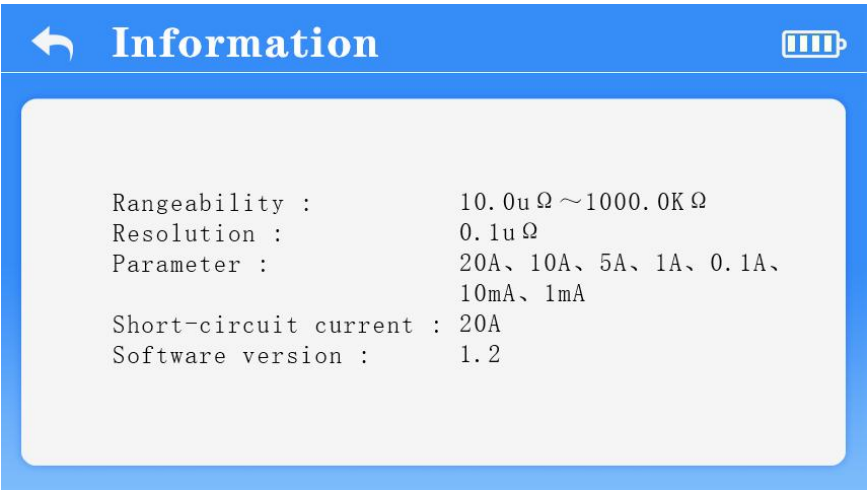 Information
Rangeability : 10.0uΩ～1000.0KΩ
Resolution : 0.1uΩ
Parameter : 20A、10A、5A、1A、0.1A、
10mA、1mA
Short-circuit current : 20A
Software version : 1.2